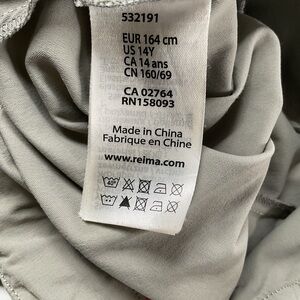 532191
EUR 164 cm
US 14Y
CA 14 ans
CN 160/69
CA 02764
RN158093
Made in China
Fabriqué en Chine
www.reima.com